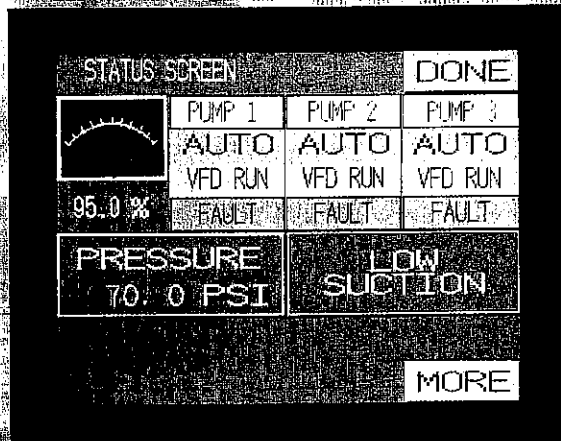 STATUS SCREEN DONE
PUMP 1 PUMP 2 PUMP 3
AUTO AUTO AUTO
VFD RUN VFD RUN VFD RUN
95.0 % FAULT FAULT FAULT
PRESSURE
70.0 PSI
LOW
SUCTION
MORE